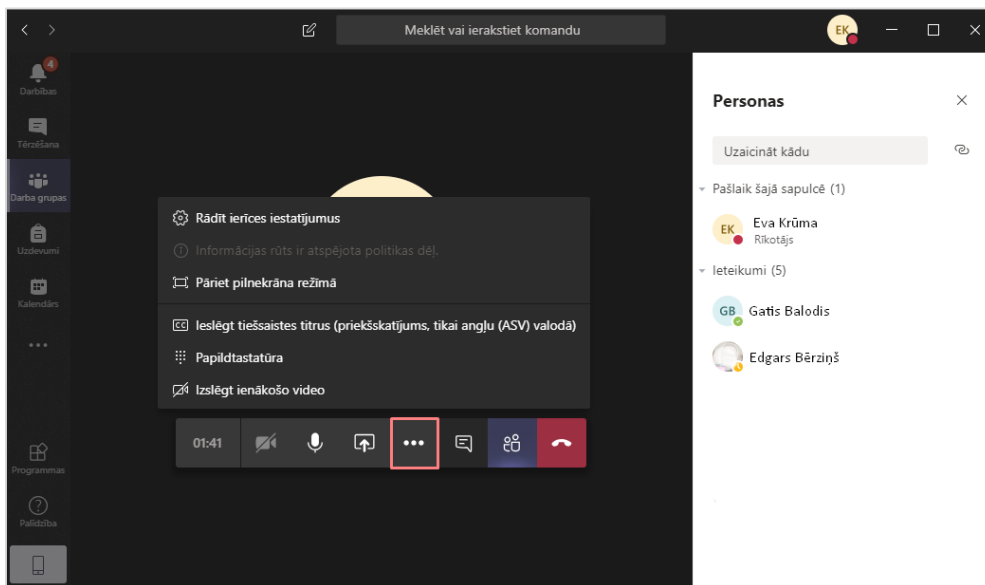 Meklēt vai ierakstiet komandu
EK
4
Darbības
Tērzēšana
Darba grupas
Uzdevumi
Kalendārs
Programmas
Palīdzība
Rādīt ierīces iestatījumus
Informācijas rūts ir atspējota politikas dēļ.
Pāriet pilnekrāna režīmā
CC Ieslēgt tiešsaistes titrus (priekšskatījums, tikai angļu (ASV) valodā)
Papildtastatūra
Izslēgt ienākošo video
01:41
Personas
Uzaicināt kādu
Pašlaik šajā sapulcē (1)
EK Eva Krūma
Rīkotājs
Ieteikumi (5)
GB Gatis Balodis
Edgars Bērziņš